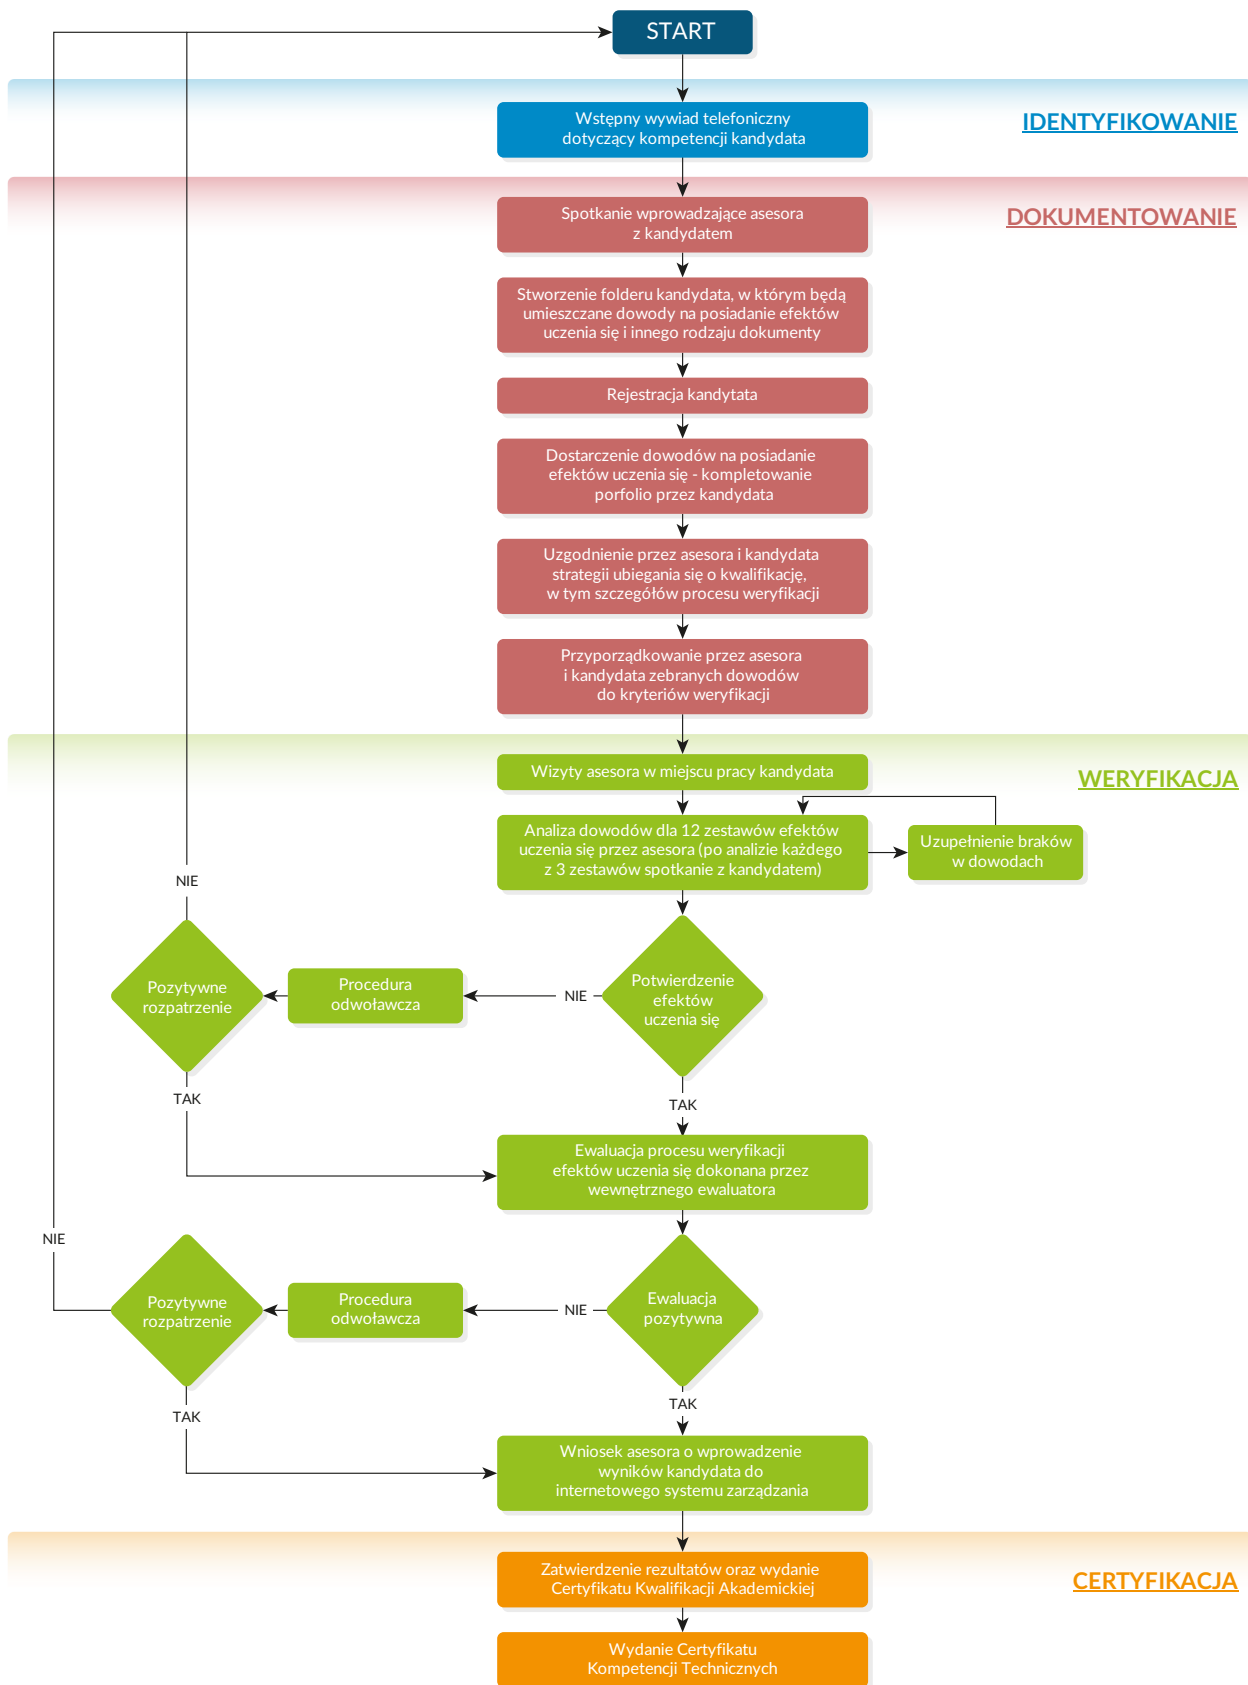 START
IDENTYFIKOWANIE
Wstępny wywiad telefoniczny
dotyczący kompetencji kandydata
DOKUMENTOWANIE
Spotkanie wprowadzające asesora
z kandydatem
Stworzenie folderu kandydata, w którym będą
umieszczane dowody na posiadanie efektów
uczenia się i innego rodzaju dokumenty
Rejestracja kandytata
Dostarczenie dowodów na posiadanie
efektów uczenia się - kompletowanie
porfolio przez kandydata
Uzgodnienie przez asesora i kandydata
strategii ubiegania się o kwalifikację,
w tym szczegółów procesu weryfikacji
Przyporządkowanie przez asesora
i kandydata zebranych dowodów
do kryteriów weryfikacji
WERYFIKACJA
Wizyty asesora w miejscu pracy kandydata
Analiza dowodów dla 12 zestawów efektów
uczenia się przez asesora (po analizie każdego
z 3 zestawów spotkanie z kandydatem)
Uzupełnienie braków
w dowodach
NIE
Pozytywne
rozpatrzenie
Procedura
odwoławcza
NIE
Potwierdzenie
efektów
uczenia się
TAK
TAK
Ewaluacja procesu weryfikacji
efektów uczenia się dokonana przez
wewnętrznego ewaluatora
NIE
Pozytywne
rozpatrzenie
Procedura
odwoławcza
NIE
Ewaluacja
pozytywna
TAK
TAK
Wniosek asesora o wprowadzenie
wyników kandydata do
internetowego systemu zarządzania
CERTYFIKACJA
Zatwierdzenie rezultatów oraz wydanie
Certyfikatu Kwalifikacji Akademickiej
Wydanie Certyfikatu
Kompetencji Technicznych